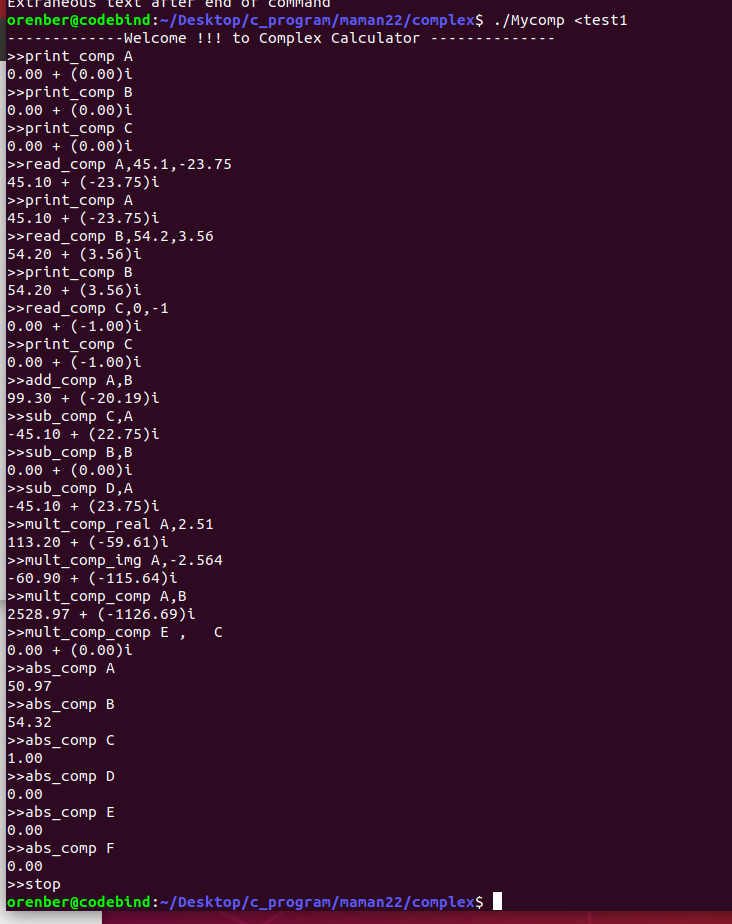 Extraneous text after end of command
orenber@codebind:~/Desktop/c_program/maman22/complex$ ./Mycomp <test1
-------------Welcome !!! to Complex Calculator --------------
>>print_comp A
0.00 + (0.00)i
>>print_comp B
0.00 + (0.00)i
>>print_comp C
0.00 + (0.00)i
>>read_comp A,45.1,-23.75
45.10 + (-23.75)i
>>print_comp A
45.10 + (-23.75)i
>>read_comp B,54.2,3.56
54.20 + (3.56)i
>>print_comp B
54.20 + (3.56)i
>>read_comp C,0,-1
0.00 + (-1.00)i
>>print_comp C
0.00 + (-1.00)i
>>add_comp A,B
99.30 + (-20.19)i
>>sub_comp C,A
-45.10 + (22.75)i
>>sub_comp B,B
0.00 + (0.00)i
>>sub_comp D,A
-45.10 + (23.75)i
>>mult_comp_real A,2.51
113.20 + (-59.61)i
>>mult_comp_img A,-2.564
-60.90 + (-115.64)i
>>mult_comp_comp A,B
2528.97 + (-1126.69)i
>>mult_comp_comp E ,   C
0.00 + (0.00)i
>>abs_comp A
50.97
>>abs_comp B
54.32
>>abs_comp C
1.00
>>abs_comp D
0.00
>>abs_comp E
0.00
>>abs_comp F
0.00
>>stop
orenber@codebind:~/Desktop/c_program/maman22/complex$